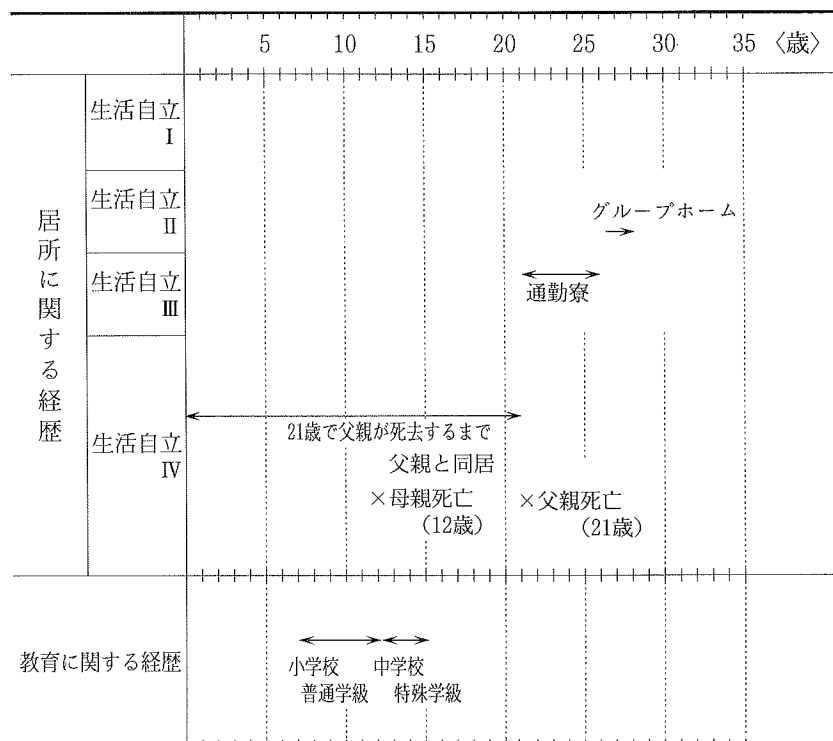 5 10 15 20 25 30 35 〈歳〉
居所に関する経歴
生活自立
Ⅰ
生活自立
Ⅱ
グループホーム
生活自立
Ⅲ
通勤寮
生活自立
Ⅳ
21歳で父親が死去するまで
父親と同居
×母親死亡
(12歳)
×父親死亡
(21歳)
教育に関する経歴
小学校
普通学級
中学校
特殊学級